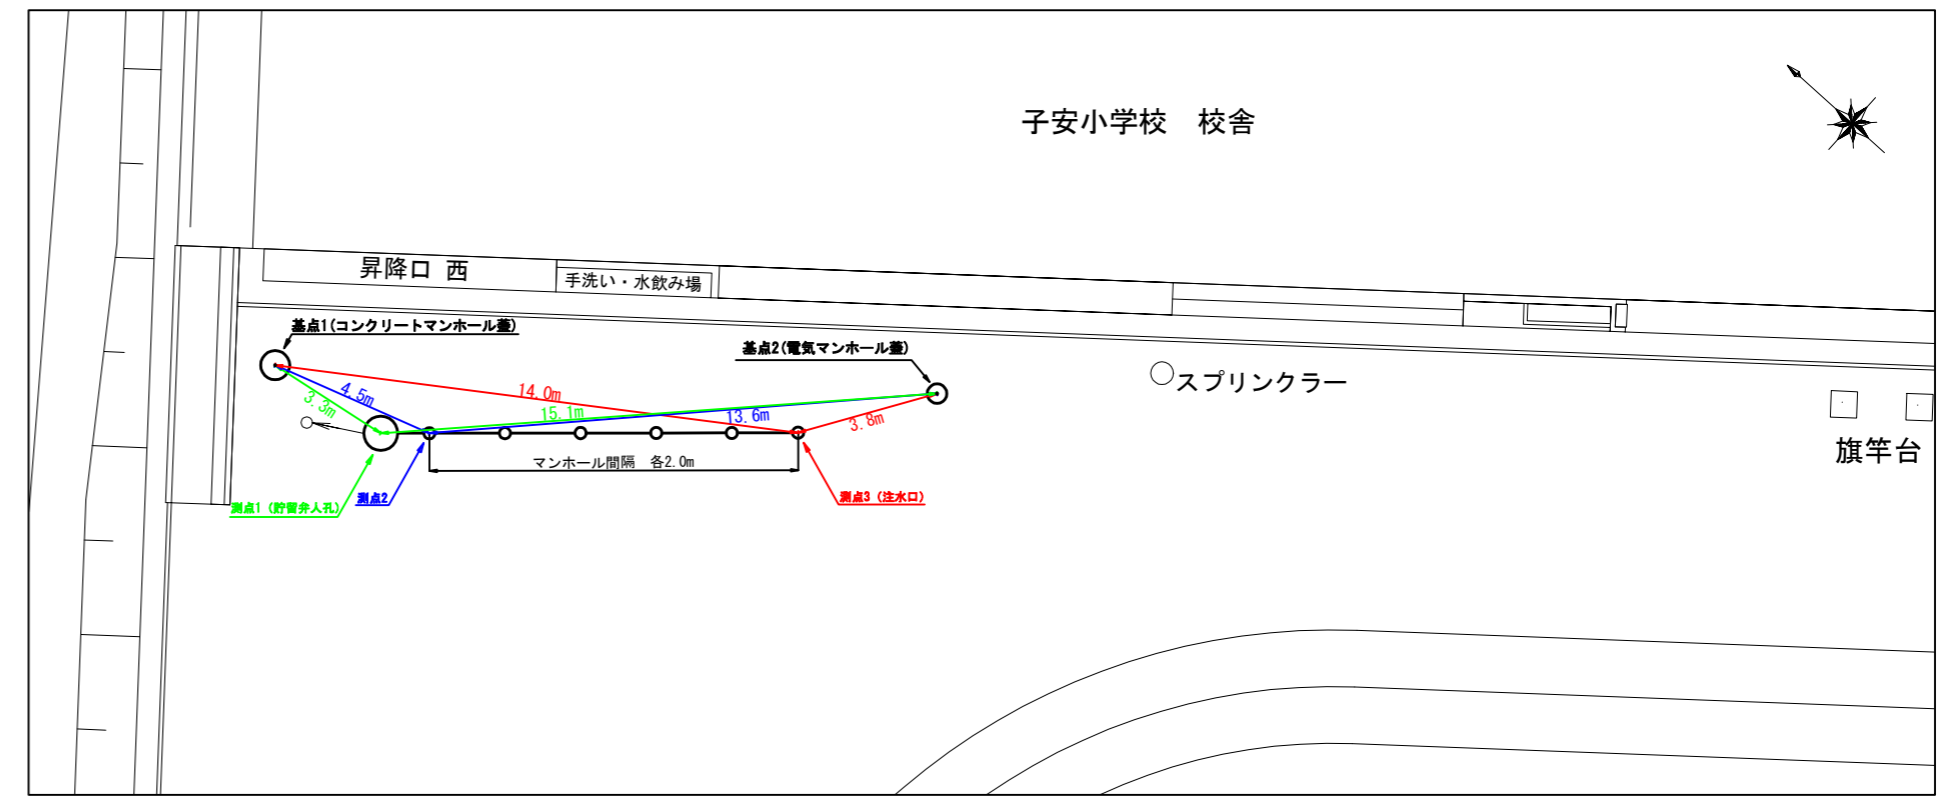 子安小学校　校舎
昇降口 西
手洗い・水飲み場
基点1(コンクリートマンホール蓋)
基点2(電気マンホール蓋)
スプリンクラー
旗竿台
14.0m
4.5m
3.3m
15.1m
13.6m
3.8m
マンホール間隔　各2.0m
測点1（貯留弁人孔）
測点2
測点3（注水口）